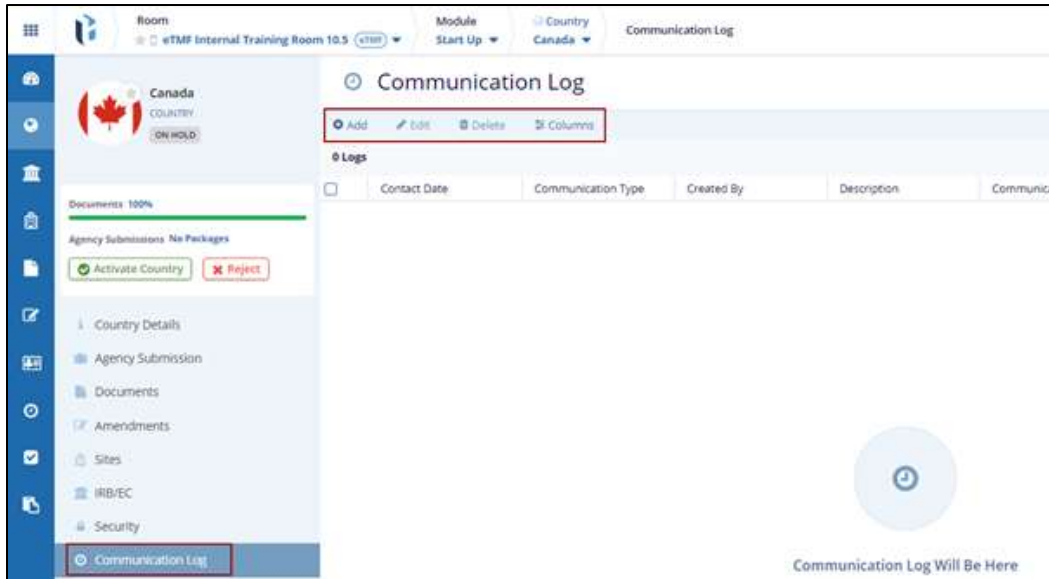 Room
eTMF Internal Training Room 10.5 eTMF
Module
Start Up
Country
Canada
Communication Log
Canada
COUNTRY
ON HOLD
Documents 100%
Agency Submissions No Packages
Activate Country Reject
Country Details
Agency Submission
Documents
Amendments
Sites
IRB/EC
Security
Communication Log
Communication Log
Add Edit Delete Columns
0 Logs
Contact Date Communication Type Created By Description Communica
Communication Log Will Be Here